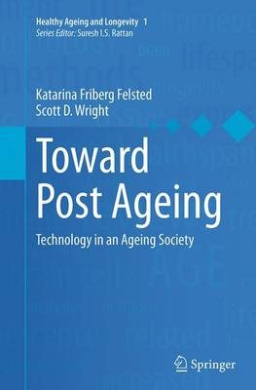 Healthy Ageing and Longevity 1
Series Editor: Suresh I.S. Rattan
Katarina Friberg Felsted
Scott D. Wright
Toward
Post Ageing
Technology in an Ageing Society
AGE
Springer